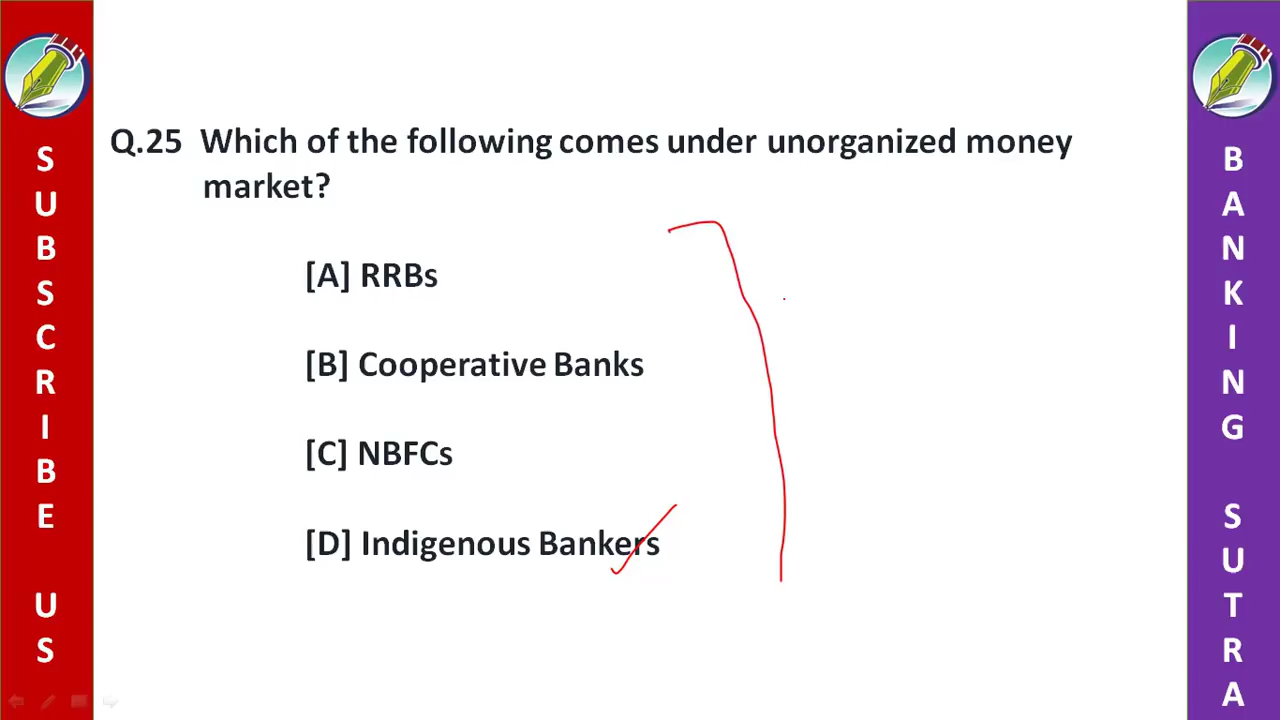 SUBSCRIBE US
Q.25 Which of the following comes under unorganized money
market?
[A] RRBs
[B] Cooperative Banks
[C] NBFCs
[D] Indigenous Bankers
BANKING SUTRA